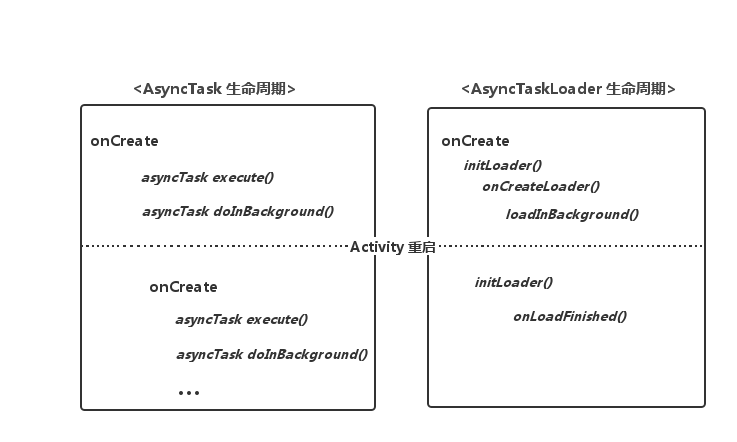 <AsyncTask 生命周期>
onCreate
asyncTask execute()
asyncTask doInBackground()
<AsyncTaskLoader 生命周期>
onCreate
initLoader()
onCreateLoader()
loadInBackground()
Activity 重启
onCreate
asyncTask execute()
asyncTask doInBackground()
...
initLoader()
onLoadFinished()